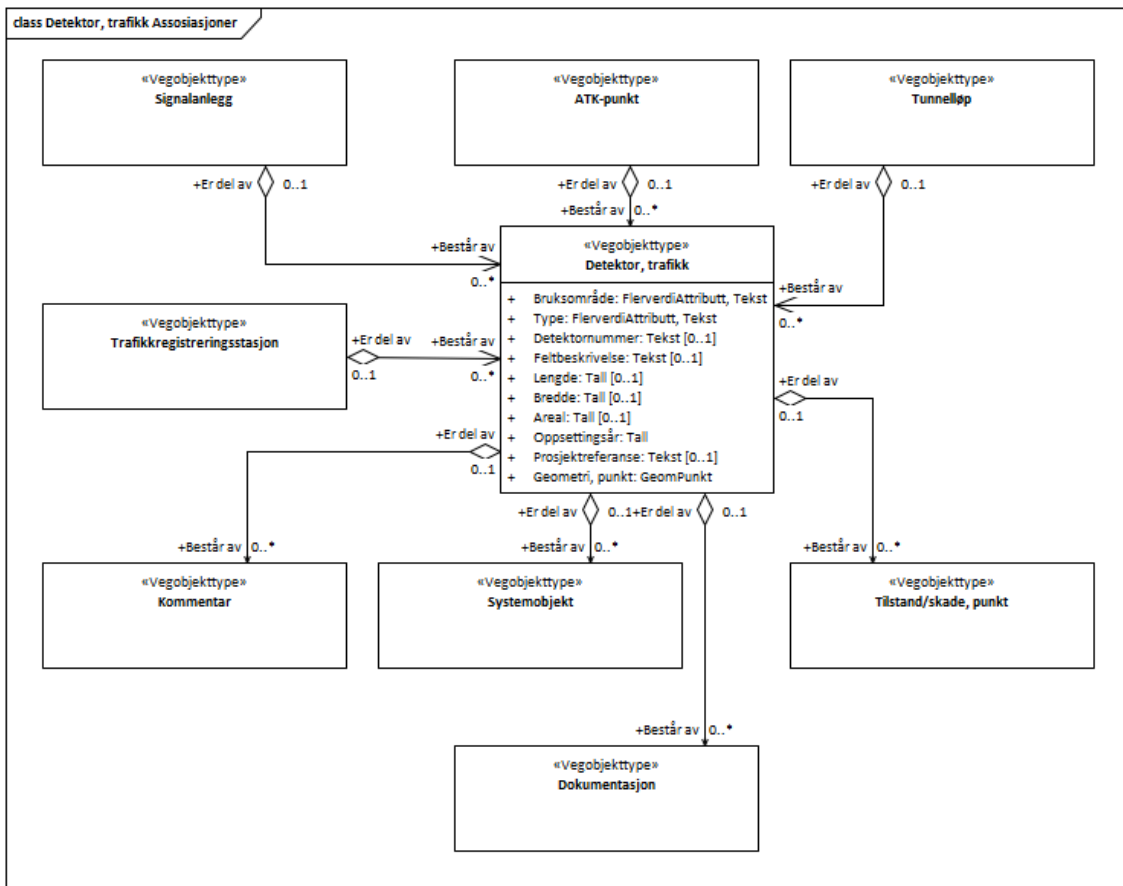 class Detektor, trafikk Assosiasjoner
«Vegobjekttype»
Signalanlegg
«Vegobjekttype»
ATK-punkt
«Vegobjekttype»
Tunnelløp
+Er del av 0..1
+Er del av 0..1
+Er del av 0..1
+Består av 0..*
+Består av
0..*
«Vegobjekttype»
Detektor, trafikk
+ Bruksområde: FlerverdiAttributt, Tekst
+ Type: FlerverdiAttributt, Tekst
+ Detektornummer: Tekst [0..1]
+ Feltbeskrivelse: Tekst [0..1]
+ Lengde: Tall [0..1]
+ Bredde: Tall [0..1]
+ Areal: Tall [0..1]
+ Oppsettingsår: Tall
+ Prosjektreferanse: Tekst [0..1]
+ Geometri, punkt: GeomPunkt
+Består av
0..*
«Vegobjekttype»
Trafikkregistreringsstasjon
+Er del av
0..1
+Består av
0..*
+Er del av
0..1
+Er del av
0..1
+Er del av 0..1
+Er del av 0..1
+Består av 0..*
+Består av 0..*
+Består av 0..*
«Vegobjekttype»
Kommentar
«Vegobjekttype»
Systemobjekt
«Vegobjekttype»
Tilstand/skade, punkt
+Består av 0..*
«Vegobjekttype»
Dokumentasjon